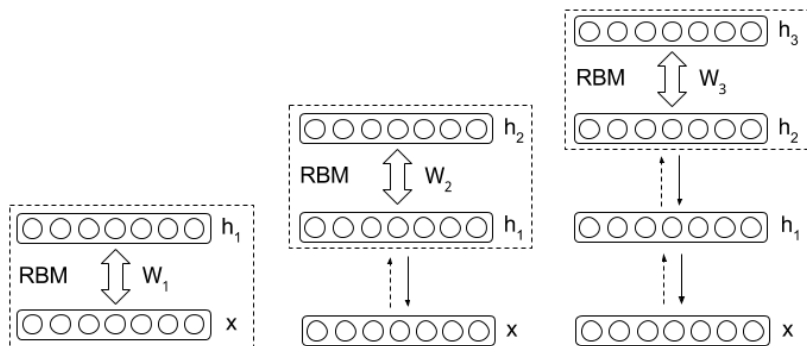 h₁
RBM W₁
x
h₂
RBM W₂
h₁
x
h₃
RBM W₃
h₂
h₁
x